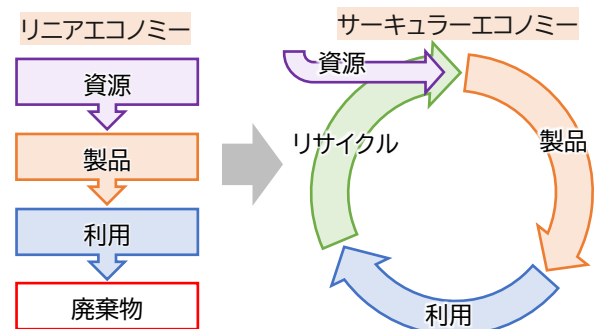 リニアエコノミー
資源
製品
利用
廃棄物
サーキュラーエコノミー
資源
製品
利用
リサイクル